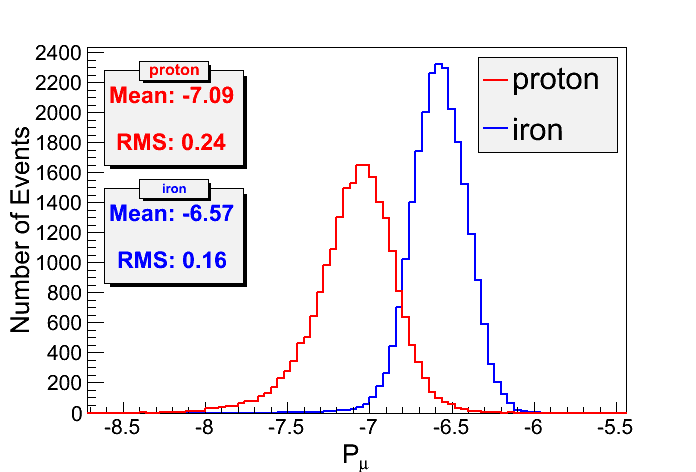 proton
Mean: -7.09
RMS: 0.24
iron
Mean: -6.57
RMS: 0.16
proton
iron
Number of Events
2400
2200
2000
1800
1600
1400
1200
1000
800
600
400
200
0
-8.5 -8 -7.5 -7 -6.5 -6 -5.5
Pμ